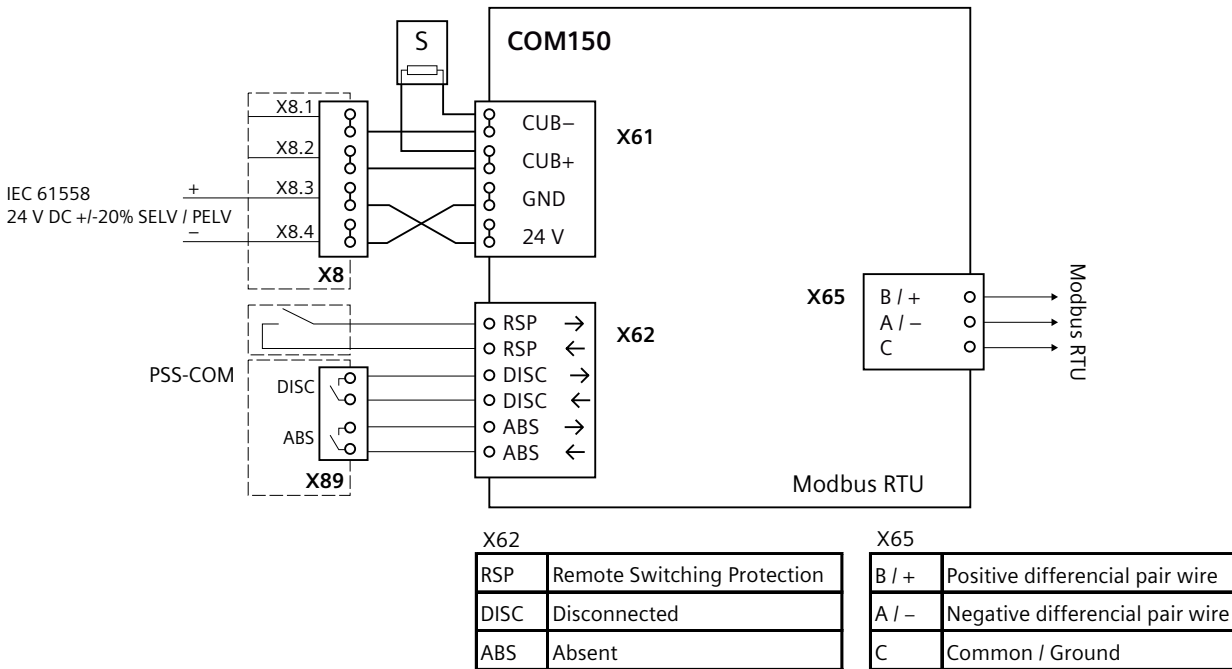 S
COM150
X8.1
X8.2
X8.3
X8.4
X8
IEC 61558
24 V DC +/-20% SELV / PELV
+
−
CUB−
CUB+
GND
24 V
X61
RSP →
RSP ←
DISC →
DISC ←
ABS →
ABS ←
X62
PSS-COM
DISC
ABS
X89
X65
B / +
A / −
C
Modbus RTU
Modbus RTU
X62
RSP Remote Switching Protection
DISC Disconnected
ABS Absent
X65
B / + Positive differencial pair wire
A / − Negative differencial pair wire
C Common / Ground